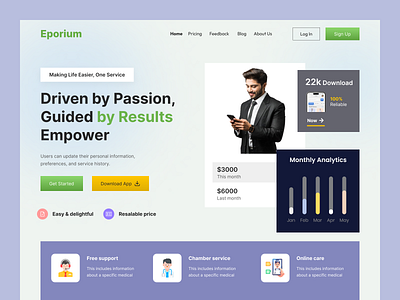 Eporium
Home Pricing Feedback Blog About Us
Log In
Sign Up
Making Life Easier, One Service
Driven by Passion,
Guided by Results
Empower
Users can update their personal information,
preferences, and service history.
Get Started
Download App
Easy & delightful
Resalable price
22k Download
100%
Reliable
Now
$3000
This month
$6000
Last month
Monthly Analytics
Jan Feb Mar Apr May
Free support
This includes information
about a specific medical
Chamber service
This includes information
about a specific medical
Online care
This includes information
about a specific medical